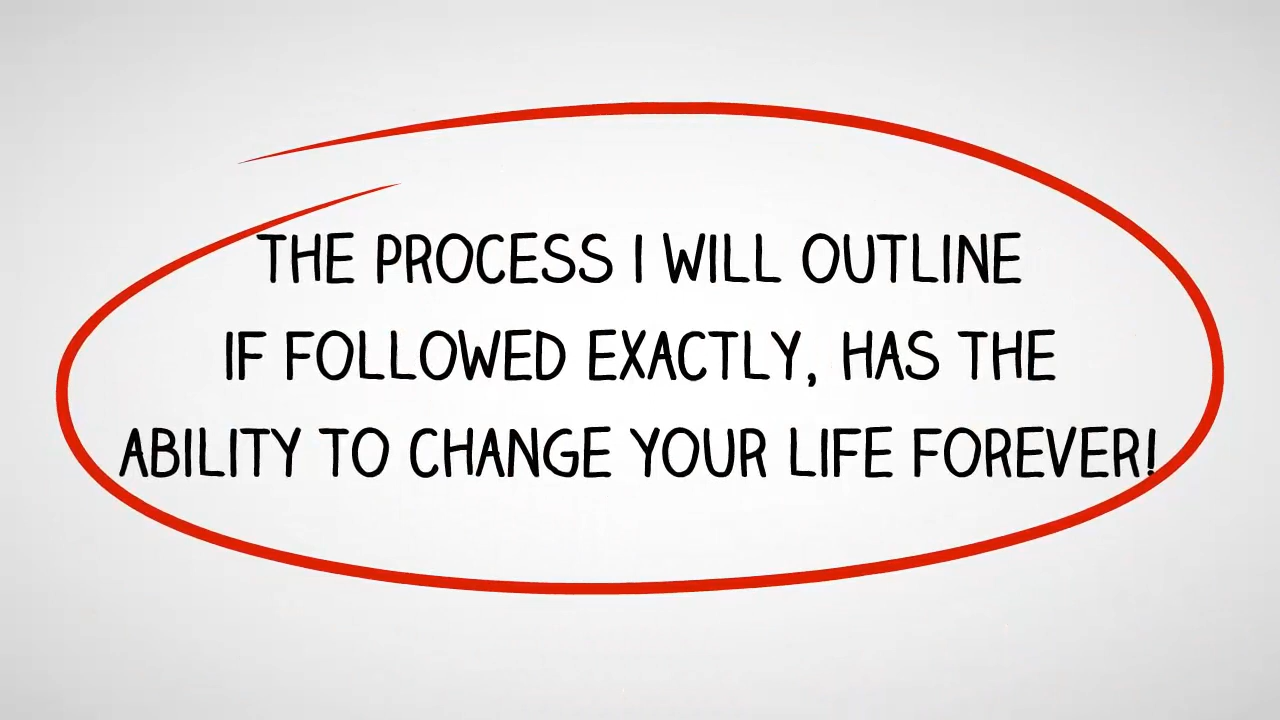 THE PROCESS I WILL OUTLINE
IF FOLLOWED EXACTLY, HAS THE
ABILITY TO CHANGE YOUR LIFE FOREVER!